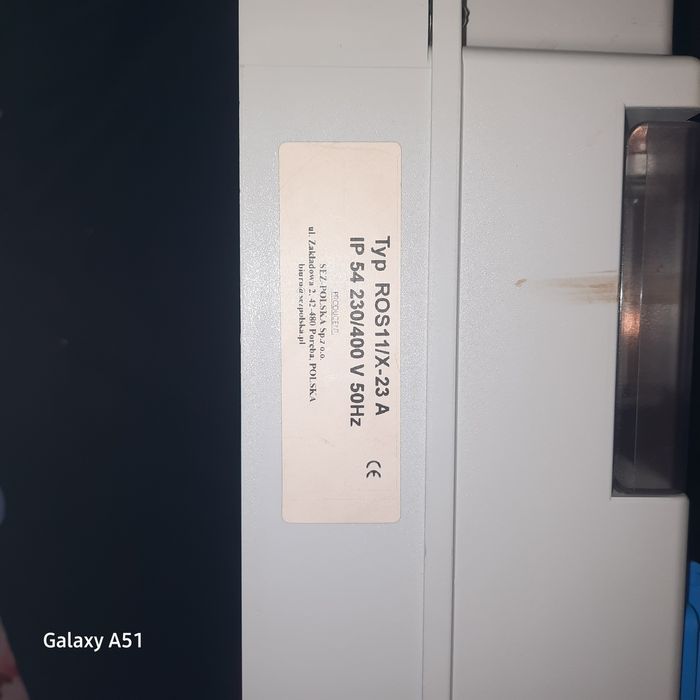 Typ ROS11/X-23 A
IP 54 230/400 V 50Hz
CE
PRODUCENT:
SEZ-POLSKA Sp.z o.o.
ul. Zakładowa 2, 42-480 Poręba, POLSKA
biuro@sezpolska.pl
Galaxy A51